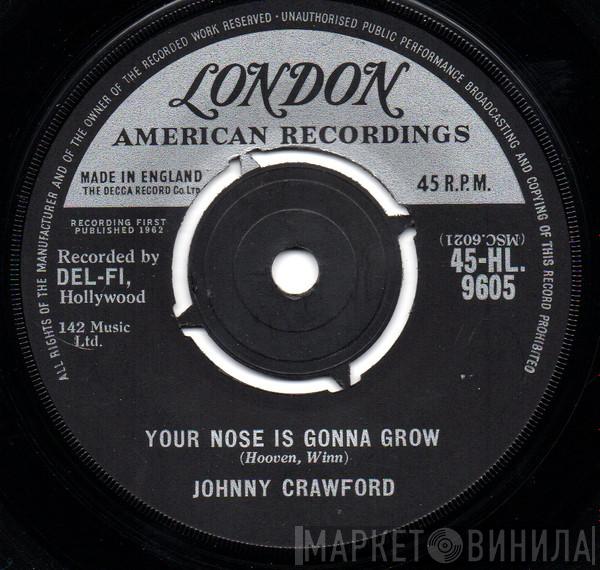 ALL RIGHTS OF THE MANUFACTURER AND OF THE OWNER OF THE RECORDED WORK RESERVED · UNAUTHORISED PUBLIC PERFORMANCE BROADCASTING AND COPYING OF THIS RECORD PROHIBITED
LONDON
AMERICAN RECORDINGS
MADE IN ENGLAND
THE DECCA RECORD Co. Ltd.
45 R.P.M.
RECORDING FIRST
PUBLISHED 1962
(MSC.6021)
Recorded by
DEL-FI,
Hollywood
45-HL.
9605
142 Music
Ltd.
YOUR NOSE IS GONNA GROW
(Hooven, Winn)
JOHNNY CRAWFORD
МАРКЕТ ВИНИЛА